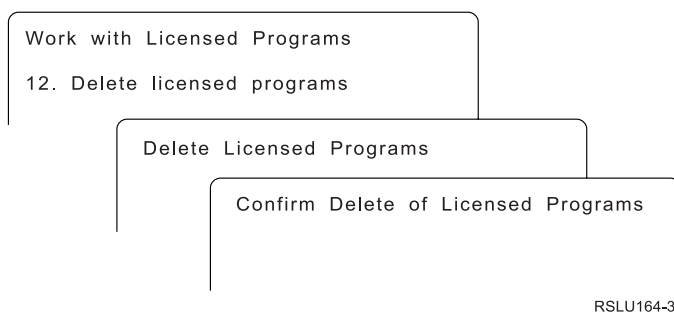 Work with Licensed Programs
12. Delete licensed programs
Delete Licensed Programs
Confirm Delete of Licensed Programs
RSLU164-3